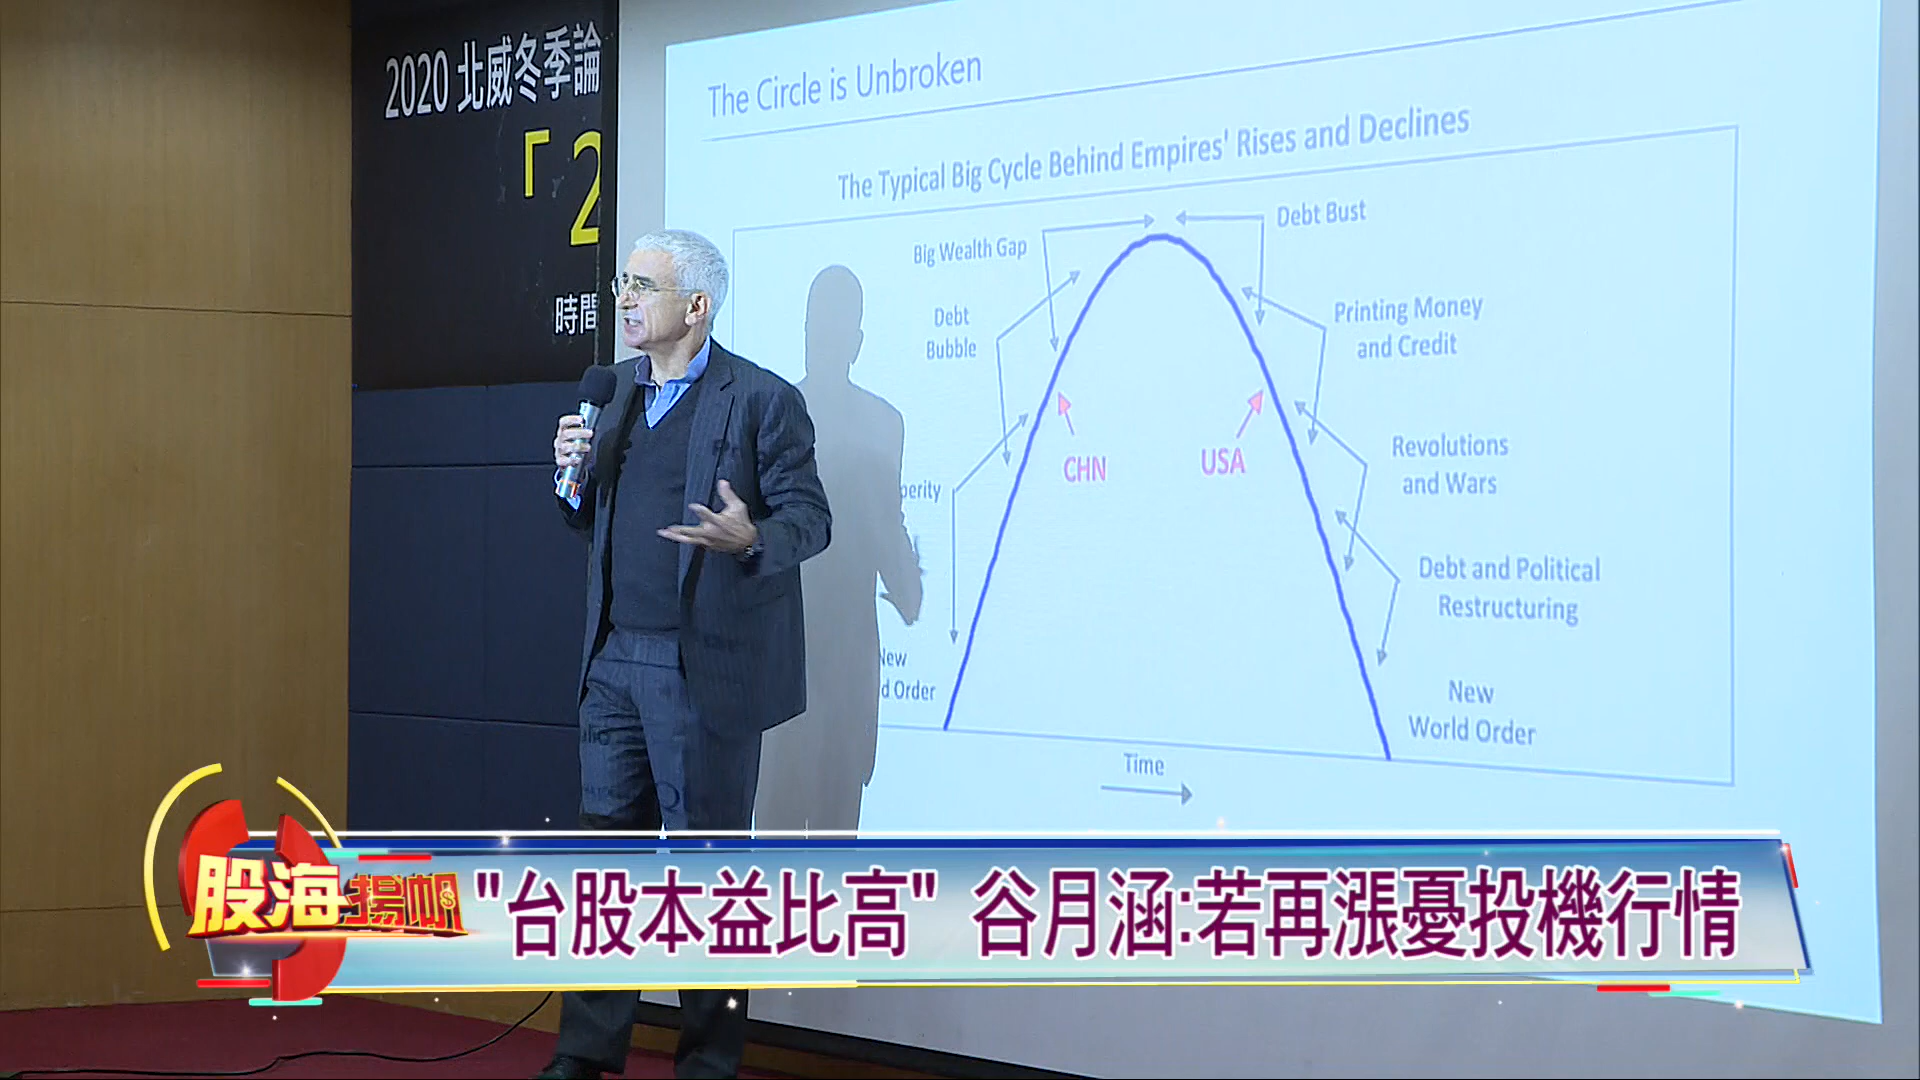 2020 北威冬季論
「2
時間
The Circle is Unbroken
The Typical Big Cycle Behind Empires' Rises and Declines
Big Wealth Gap
Debt Bust
Debt
Bubble
Printing Money
and Credit
CHN
USA
Revolutions
and Wars
perity
Debt and Political
Restructuring
New
d Order
New
World Order
Time
股海揚帆
"台股本益比高" 谷月涵:若再漲憂投機行情